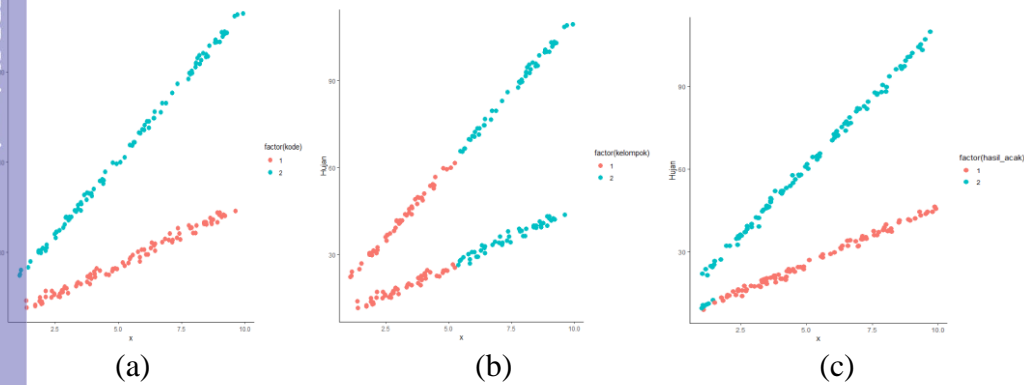 factor(kode)
1
2
2.5 5.0 7.5 10.0
x
(a)
Hujan
90
60
30
factor(kelompok)
1
2
2.5 5.0 7.5 10.0
x
(b)
Hujan
90
60
30
factor(hasil_acak)
1
2
2.5 5.0 7.5 10.0
x
(c)